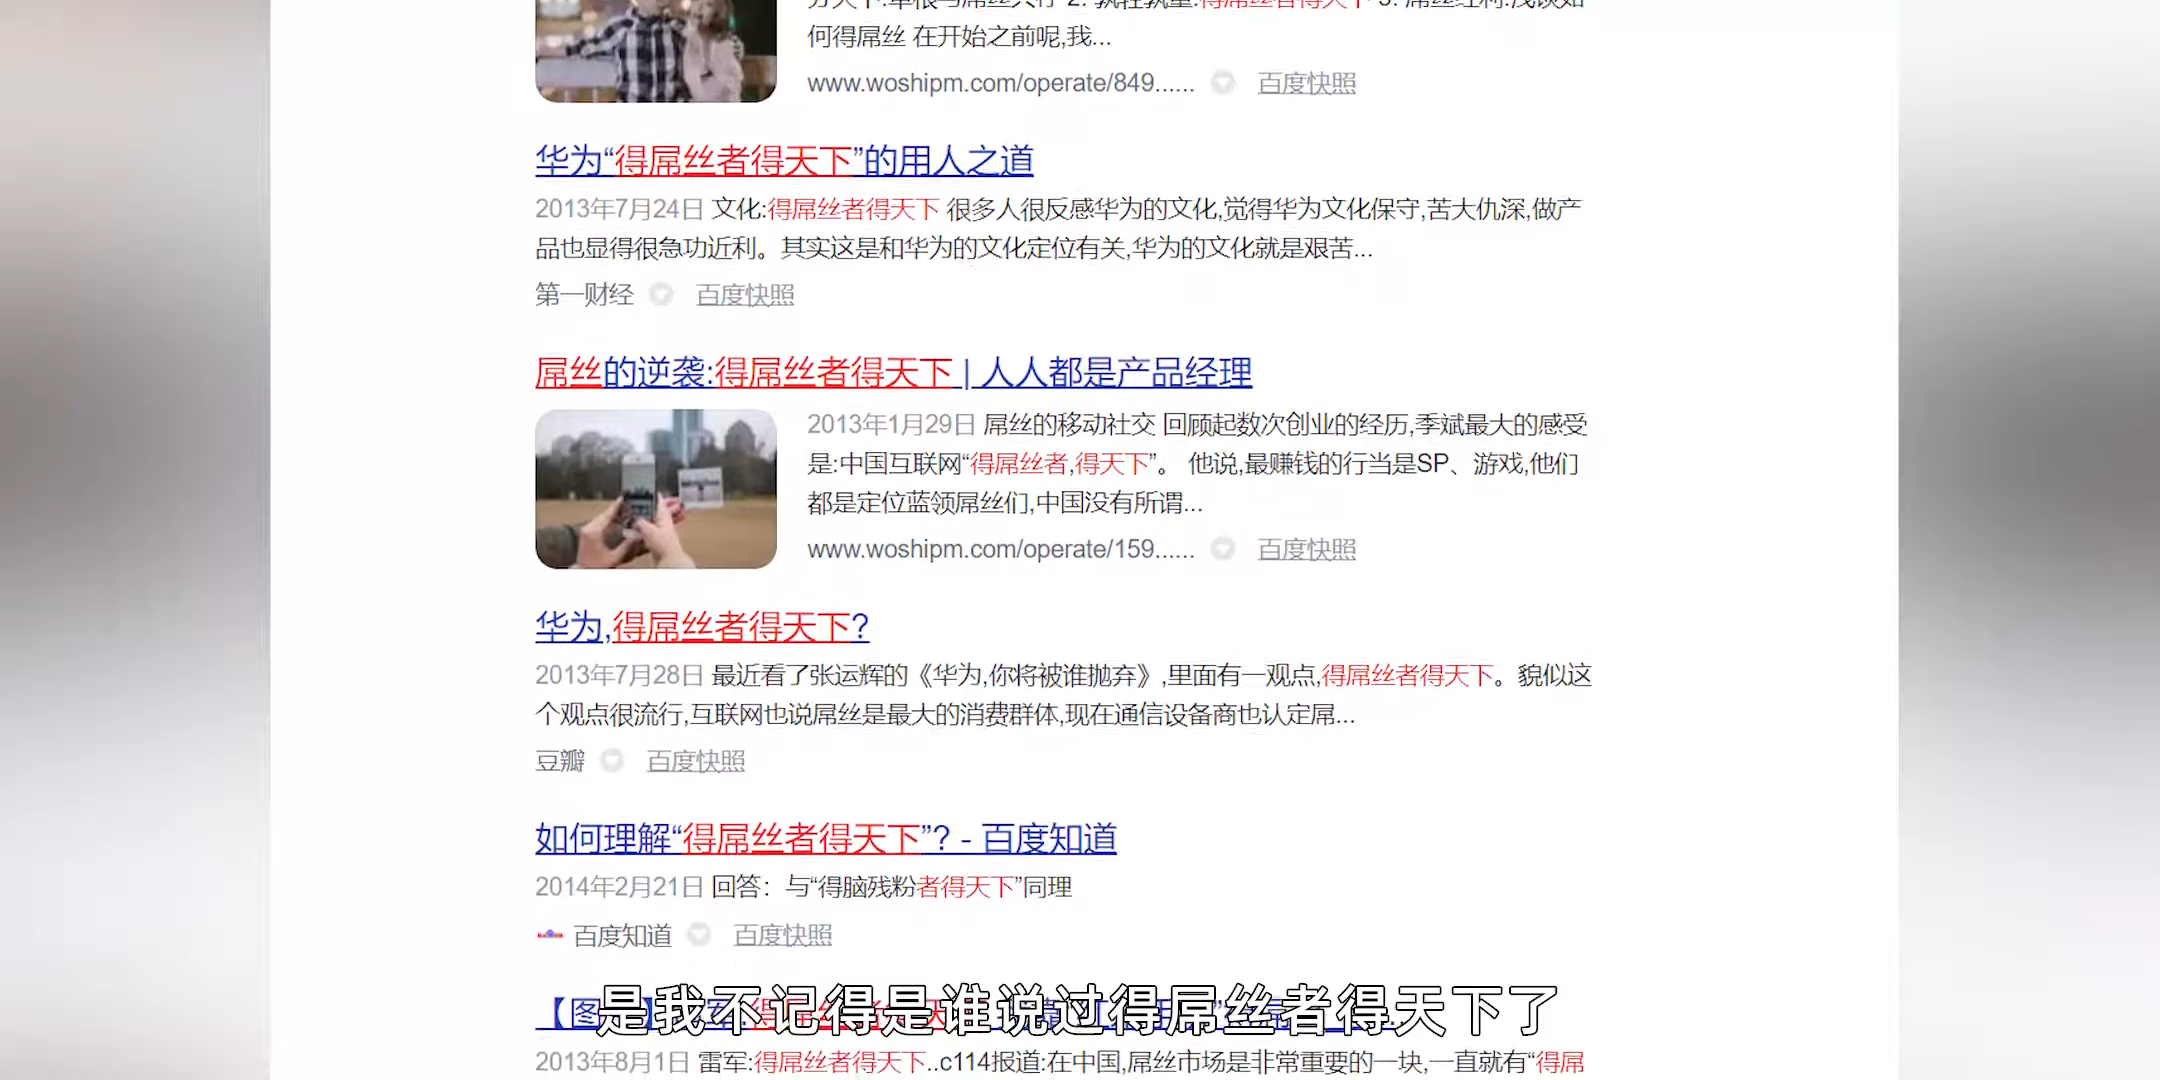 何得屌丝 在开始之前呢,我...
www.woshipm.com/operate/849...... 百度快照
华为“得屌丝者得天下”的用人之道
2013年7月24日 文化:得屌丝者得天下 很多人很反感华为的文化,觉得华为文化保守,苦大仇深,做产
品也显得很急功近利。其实这是和华为的文化定位有关,华为的文化就是艰苦...
第一财经 百度快照
屌丝的逆袭:得屌丝者得天下 | 人人都是产品经理
2013年1月29日 屌丝的移动社交 回顾起数次创业的经历,季斌最大的感受
是:中国互联网“得屌丝者,得天下”。 他说,最赚钱的行当是SP、游戏,他们
都是定位蓝领屌丝们,中国没有所谓...
www.woshipm.com/operate/159...... 百度快照
华为,得屌丝者得天下?
2013年7月28日 最近看了张运辉的《华为,你将被谁抛弃》,里面有一观点,得屌丝者得天下。貌似这
个观点很流行,互联网也说屌丝是最大的消费群体,现在通信设备商也认定屌...
豆瓣 百度快照
如何理解“得屌丝者得天下”? - 百度知道
2014年2月21日 回答：与“得脑残粉者得天下”同理
百度知道 百度快照
【图
是我不记得是谁说过得屌丝者得天下了
2013年8月1日 雷军:得屌丝者得天下..c114报道:在中国,屌丝市场是非常重要的一块,一直就有“得屌